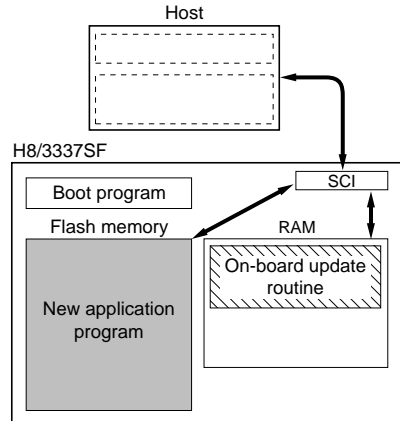 Host
H8/3337SF
SCI
Boot program
Flash memory
RAM
On-board update
routine
New application
program